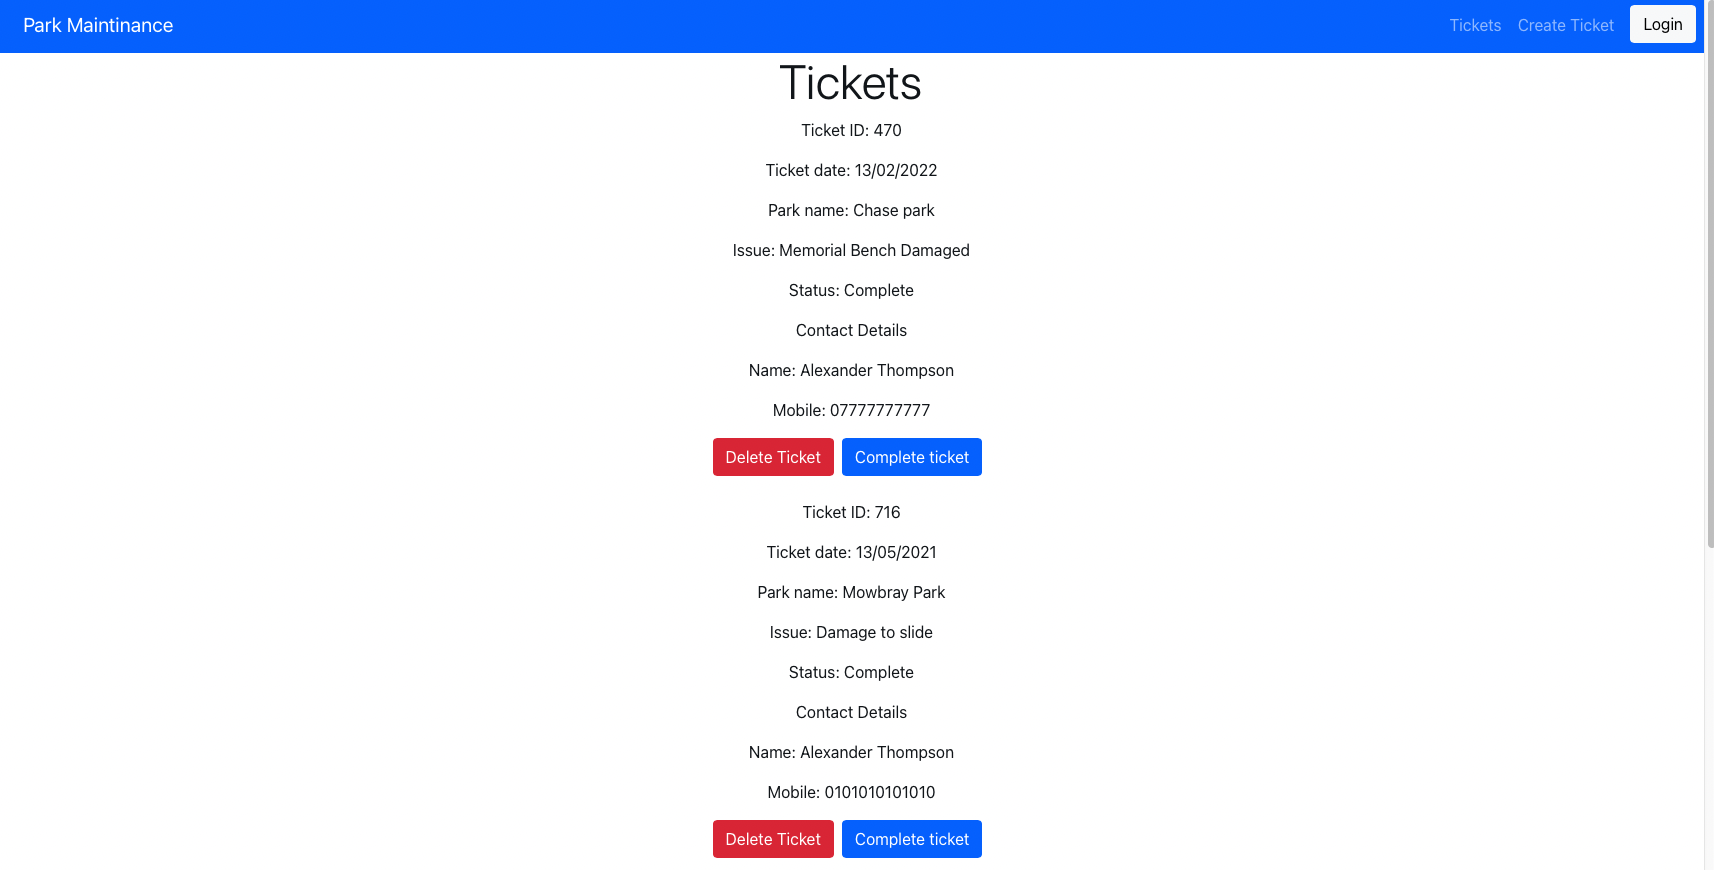 Park Maintinance
Tickets
Create Ticket
Login
Tickets
Ticket ID: 470
Ticket date: 13/02/2022
Park name: Chase park
Issue: Memorial Bench Damaged
Status: Complete
Contact Details
Name: Alexander Thompson
Mobile: 07777777777
Delete Ticket
Complete ticket
Ticket ID: 716
Ticket date: 13/05/2021
Park name: Mowbray Park
Issue: Damage to slide
Status: Complete
Contact Details
Name: Alexander Thompson
Mobile: 0101010101010
Delete Ticket
Complete ticket